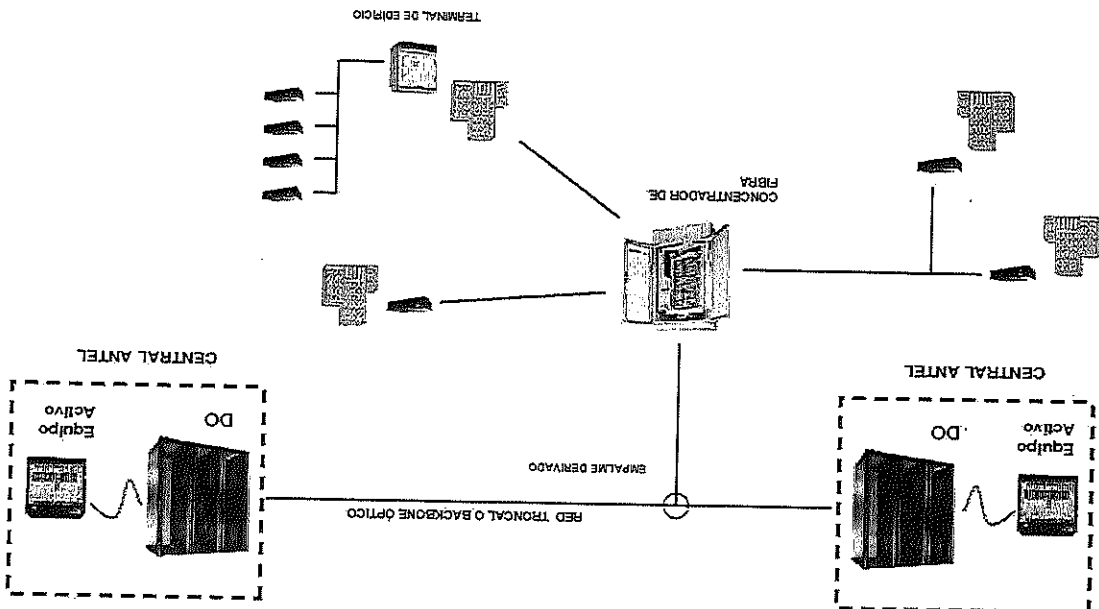 CENTRAL ANTEL
Equipo
Activo
.DO
RED TRONCAL O BACKBONE ÓPTICO
EMPALME DERIVADO
CENTRAL ANTEL
DO
Equipo
Activo
CONCENTRADOR DE
FIBRA
TERMINAL DE EDIFICIO